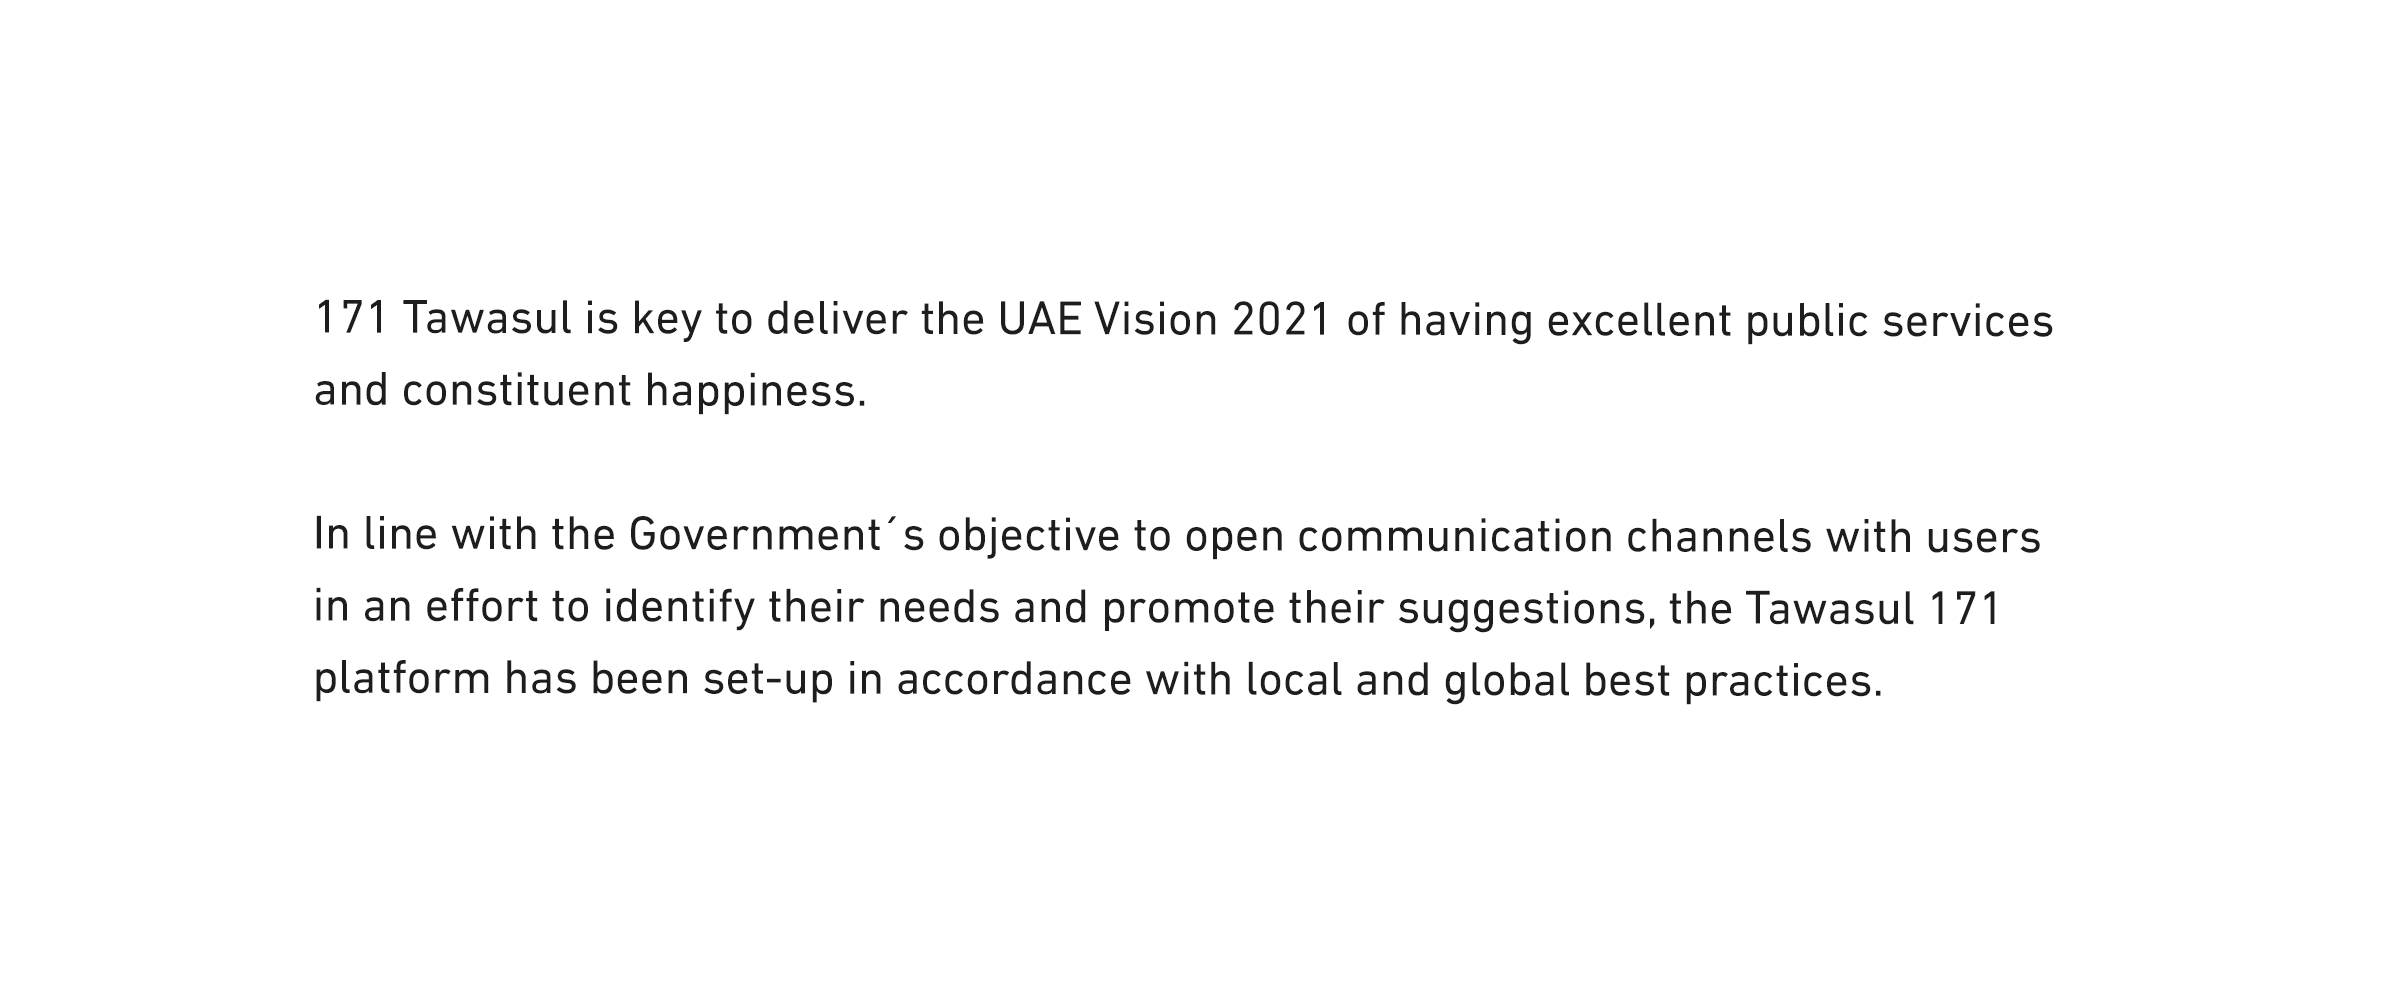 171 Tawasul is key to deliver the UAE Vision 2021 of having excellent public services
and constituent happiness.
In line with the Government´s objective to open communication channels with users
in an effort to identify their needs and promote their suggestions, the Tawasul 171
platform has been set-up in accordance with local and global best practices.